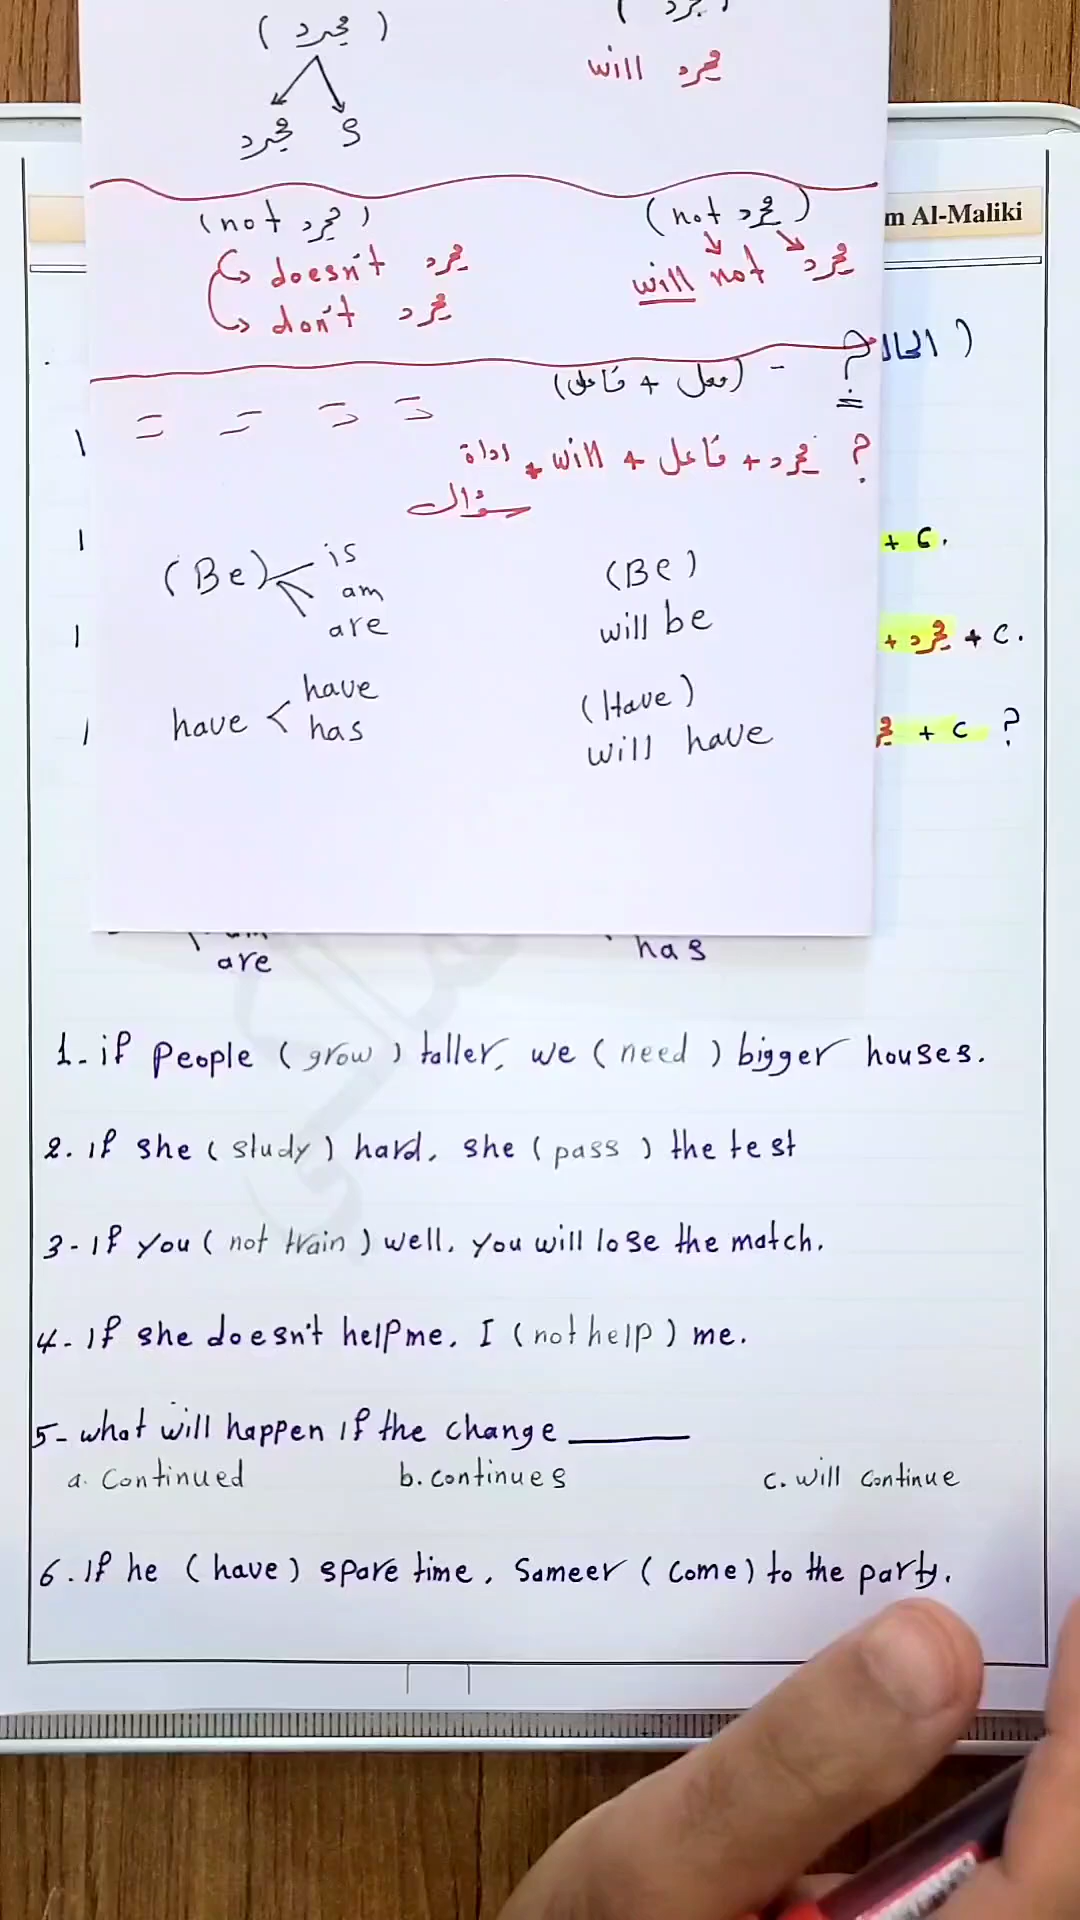 ( مجرد )
will مجرد
مجرد s
(not مجرد)
(not مجرد)
m Al-Maliki
doesn't مجرد
will not مجرد
don't مجرد
(فعل + فاعل) - ?
? مجرد + فاعل + will + اداة
سؤال
(Be) is
am
are
(Be)
will be
+ C.
+ مجرد + C.
have < have
has
(Have)
will have
+ C ?
are
has
1- if people (grow) taller, we (need) bigger houses.
2. if she (study) hard, she (pass) the test
3- If you (not train) well, you will lose the match.
4- If she doesn't help me, I (not help) me.
5- what will happen if the change ______
a. Continued b. continues c. will continue
6. If he (have) spare time, Sameer (come) to the party.